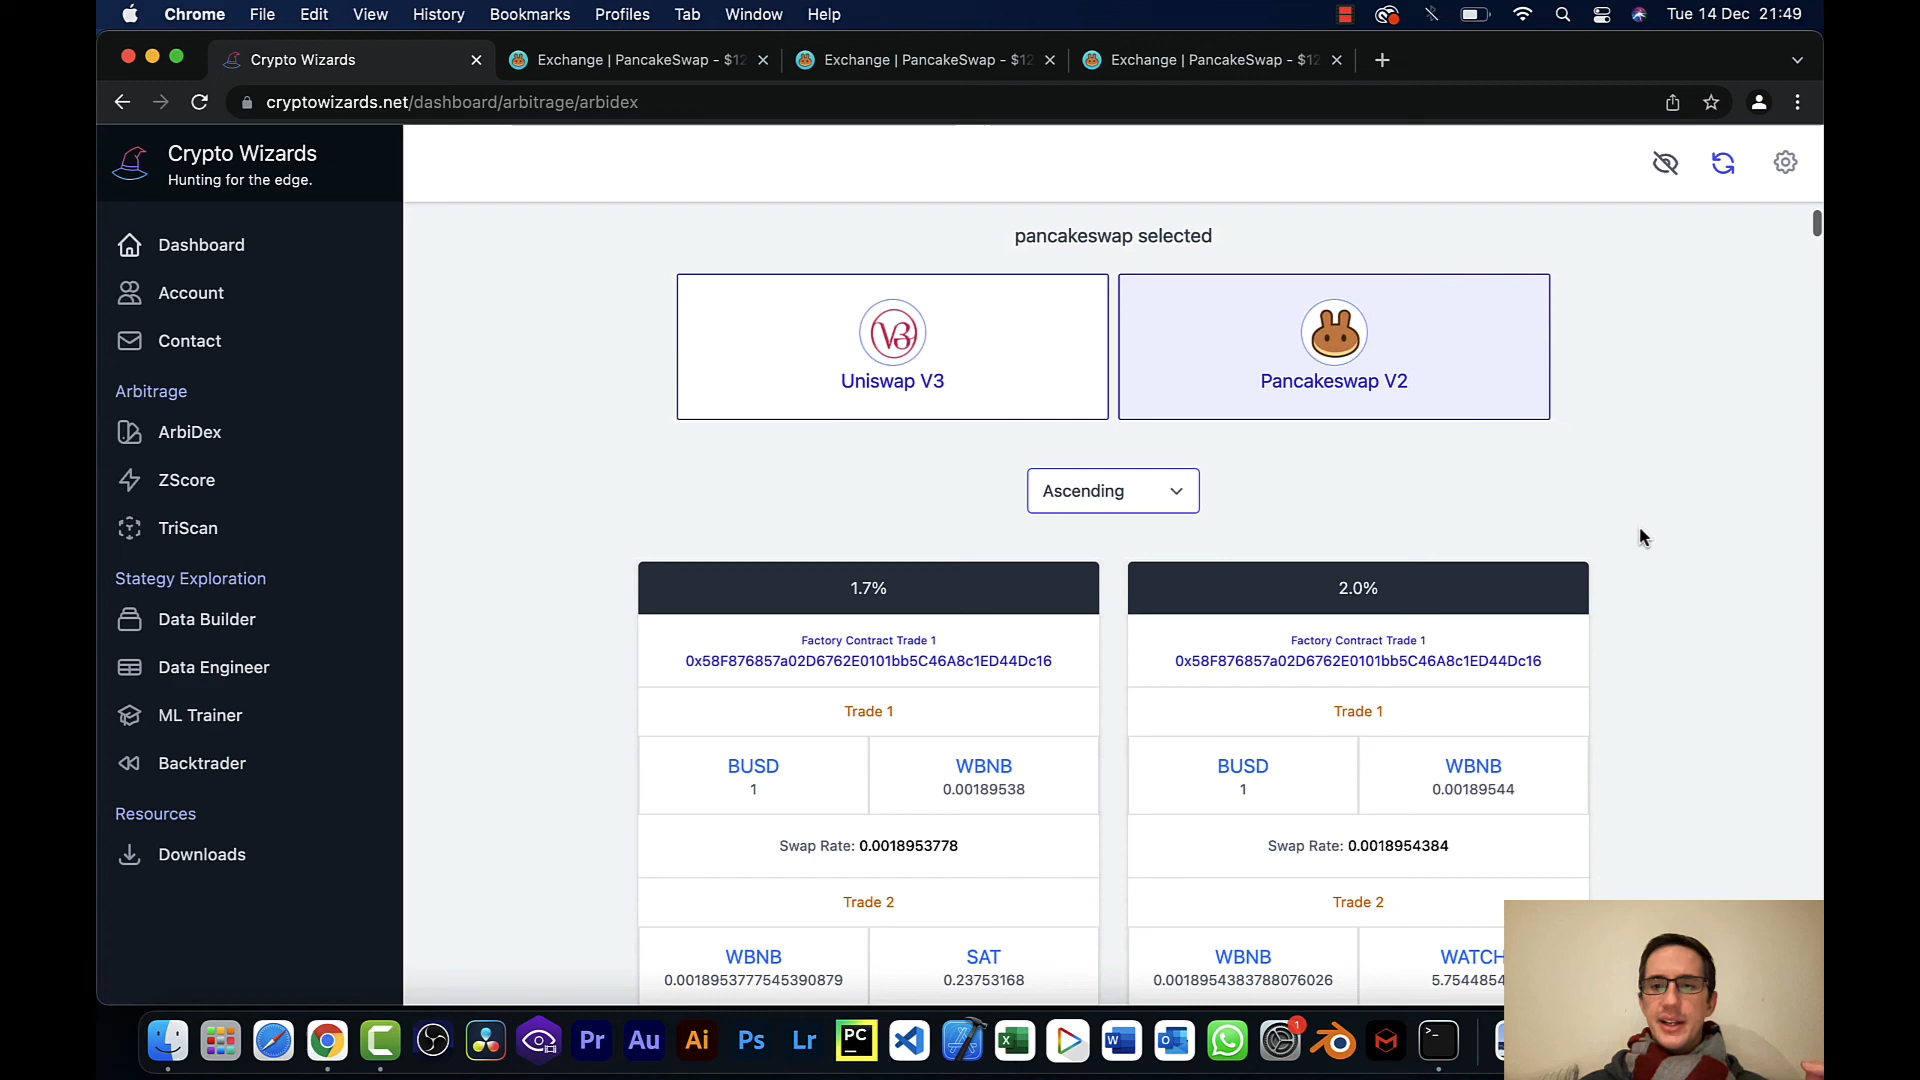 Chrome File Edit View History Bookmarks Profiles Tab Window Help Tue 14 Dec 21:49
Crypto Wizards Exchange | PancakeSwap - $12 Exchange | PancakeSwap - $12 Exchange | PancakeSwap - $12
cryptowizards.net/dashboard/arbitrage/arbidex
Crypto Wizards
Hunting for the edge.
Dashboard
Account
Contact
Arbitrage
ArbiDex
ZScore
TriScan
Stategy Exploration
Data Builder
Data Engineer
ML Trainer
Backtrader
Resources
Downloads
pancakeswap selected
V3
Uniswap V3
Pancakeswap V2
Ascending
1.7%
Factory Contract Trade 1
0x58F876857a02D6762E0101bb5C46A8c1ED44Dc16
Trade 1
BUSD WBNB
1 0.00189538
Swap Rate: 0.0018953778
Trade 2
WBNB SAT
0.0018953777545390879 0.23753168
2.0%
Factory Contract Trade 1
0x58F876857a02D6762E0101bb5C46A8c1ED44Dc16
Trade 1
BUSD WBNB
1 0.00189544
Swap Rate: 0.0018954384
Trade 2
WBNB WATCH
0.0018954383788076026 5.7544854
Pr Au Ai Ps Lr PC X W O 1